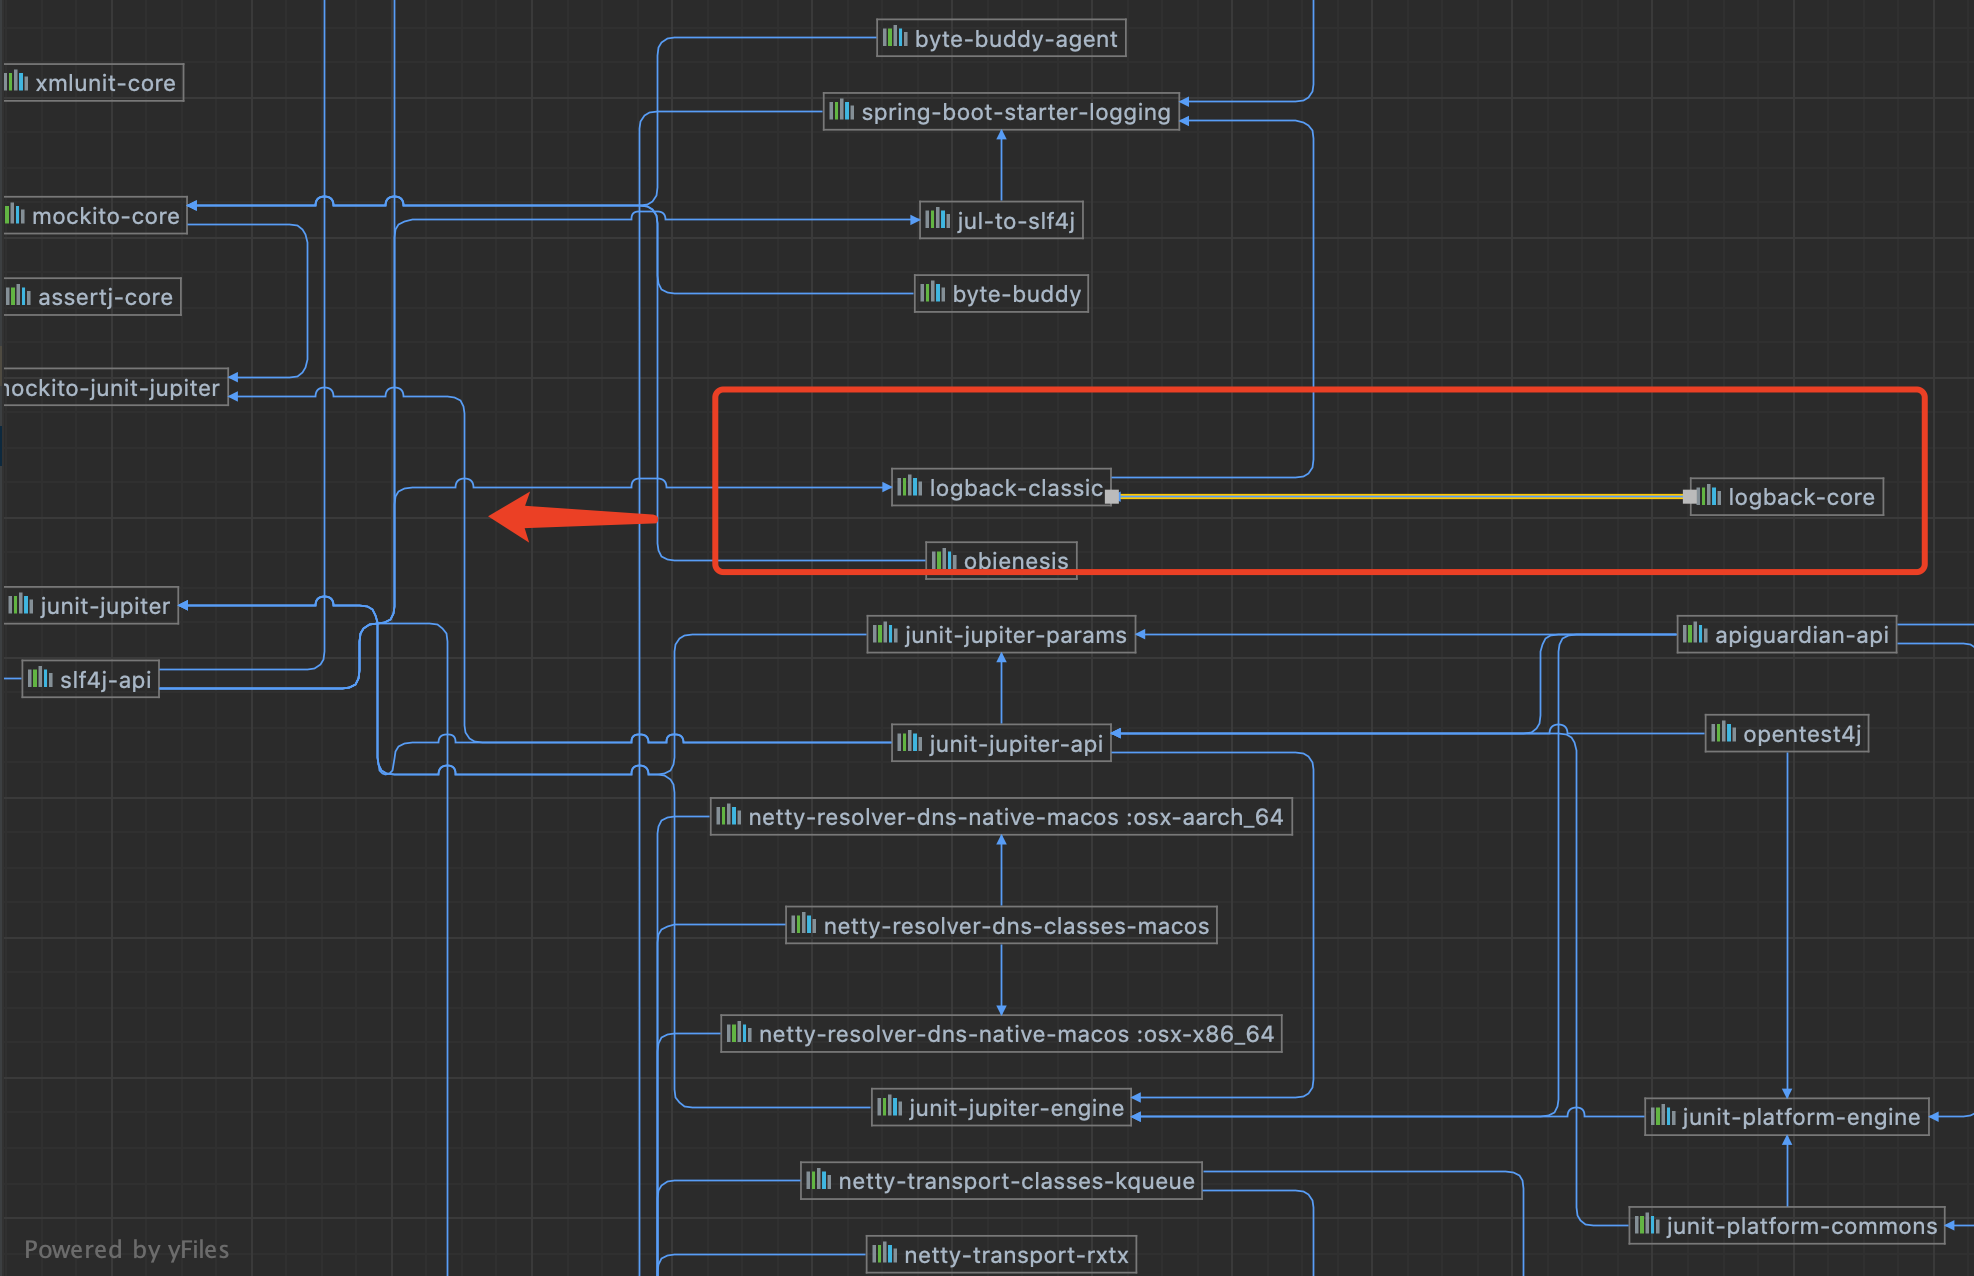 byte-buddy-agent
xmlunit-core
spring-boot-starter-logging
mockito-core
jul-to-slf4j
byte-buddy
assertj-core
mockito-junit-jupiter
logback-classic
logback-core
objenesis
junit-jupiter
junit-jupiter-params
apiguardian-api
slf4j-api
junit-jupiter-api
opentest4j
netty-resolver-dns-native-macos :osx-aarch_64
netty-resolver-dns-classes-macos
netty-resolver-dns-native-macos :osx-x86_64
junit-jupiter-engine
junit-platform-engine
netty-transport-classes-kqueue
junit-platform-commons
Powered by yFiles
netty-transport-rxtx